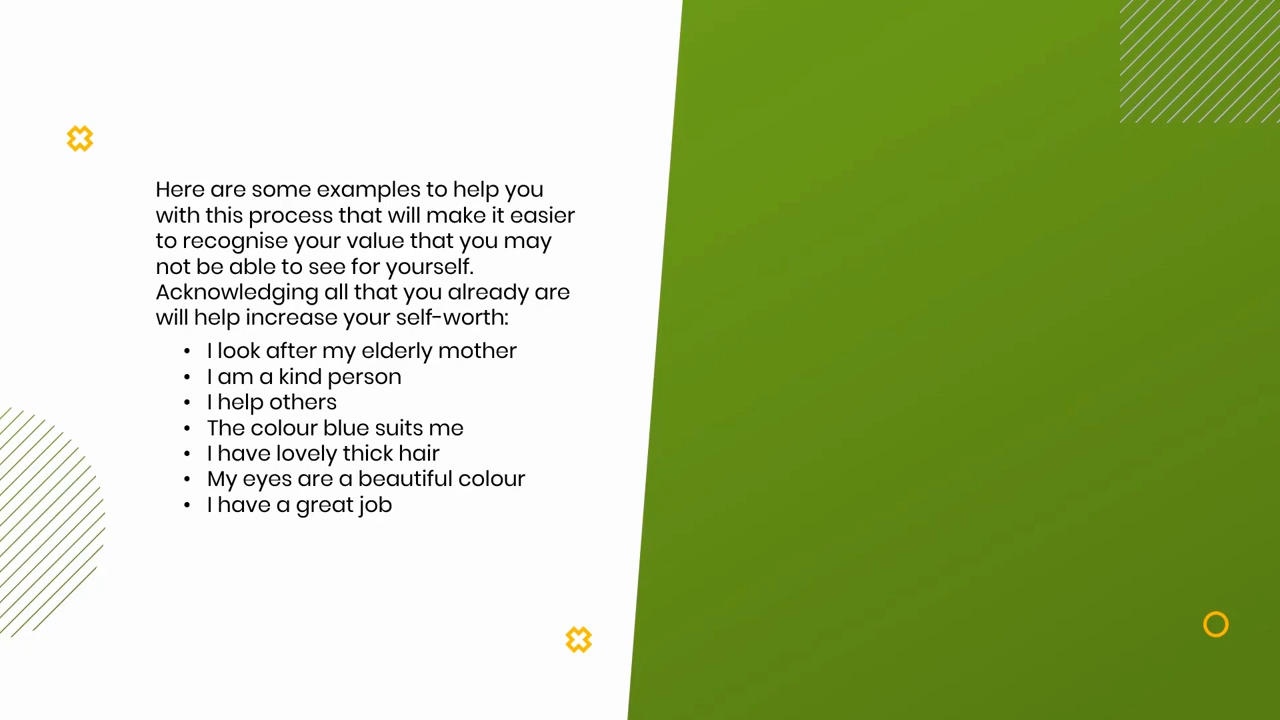 Here are some examples to help you
with this process that will make it easier
to recognise your value that you may
not be able to see for yourself.
Acknowledging all that you already are
will help increase your self-worth:
• I look after my elderly mother
• I am a kind person
• I help others
• The colour blue suits me
• I have lovely thick hair
• My eyes are a beautiful colour
• I have a great job